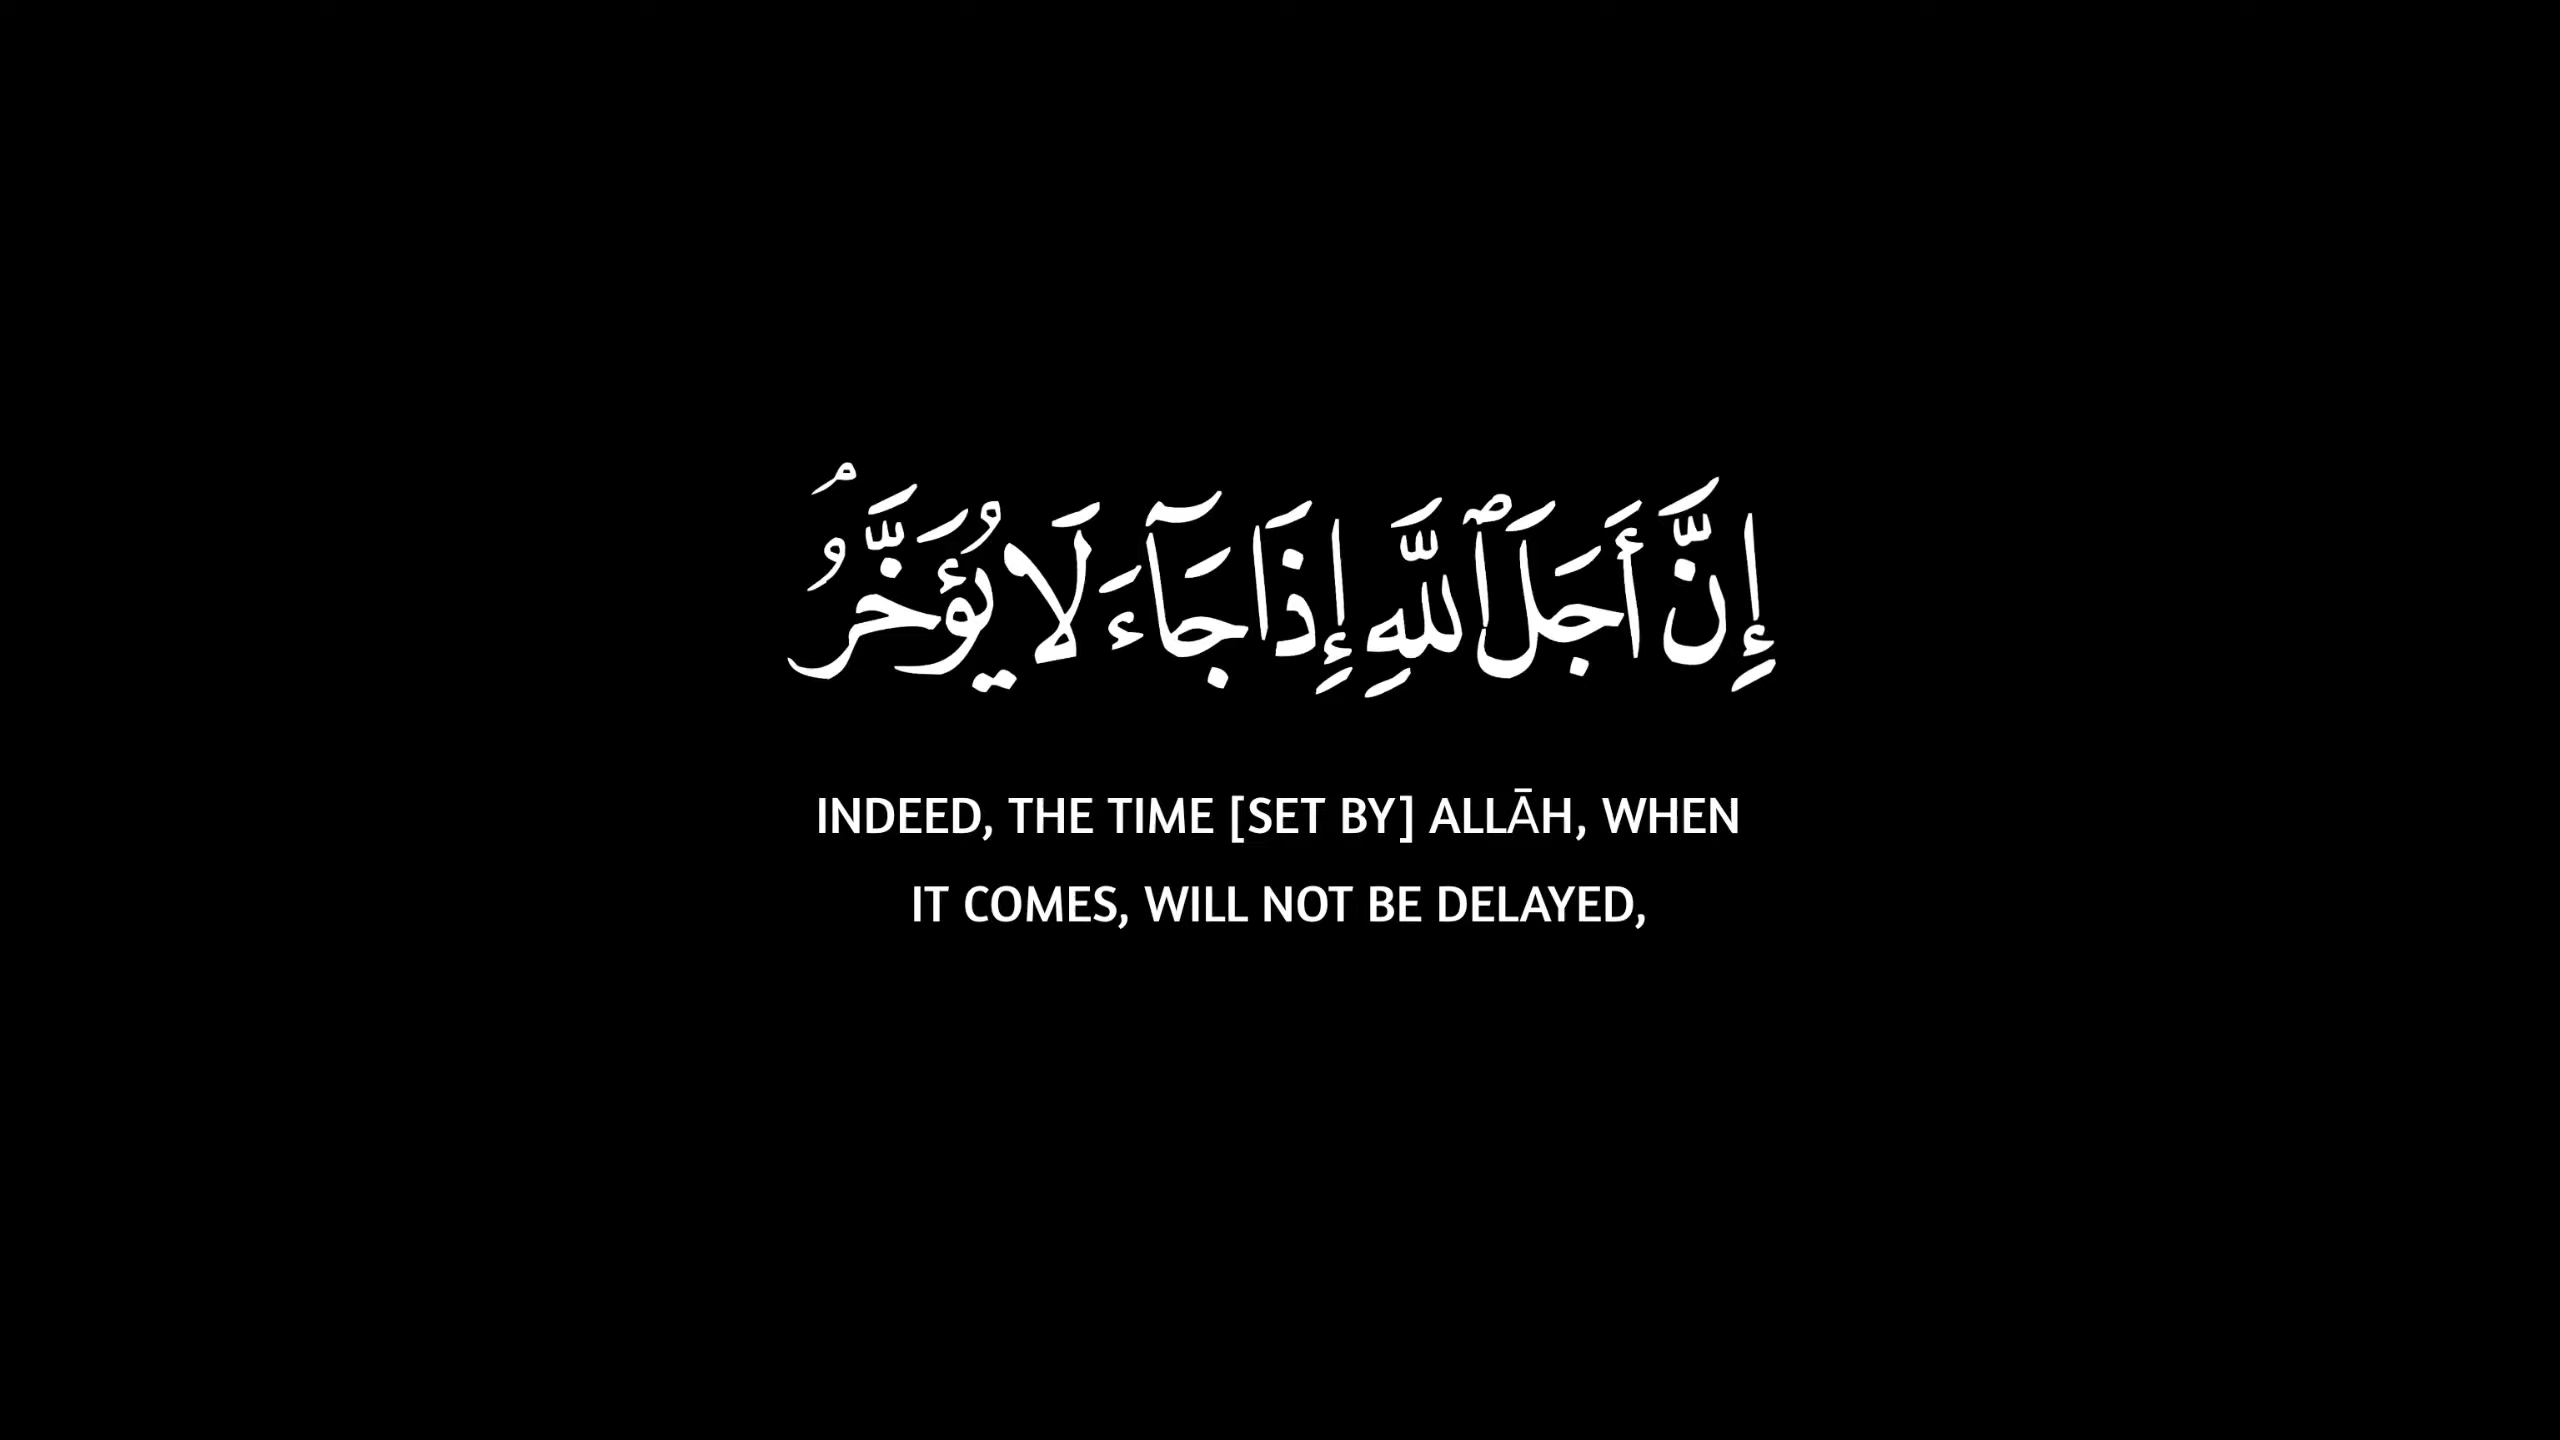 إِنَّ أَجَلَ ٱللَّهِ إِذَا جَآءَ لَا يُؤَخَّرُ ۘ
INDEED, THE TIME [SET BY] ALLĀH, WHEN
IT COMES, WILL NOT BE DELAYED,